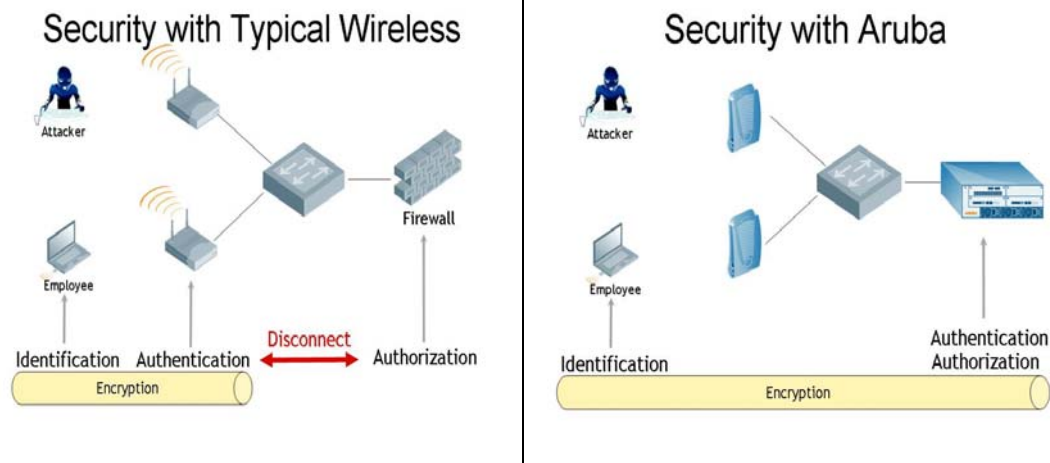 Security with Typical Wireless
Attacker
Firewall
Employee
Disconnect
Identification
Authentication
Authorization
Encryption
Security with Aruba
Attacker
Employee
Authentication
Authorization
Identification
Encryption